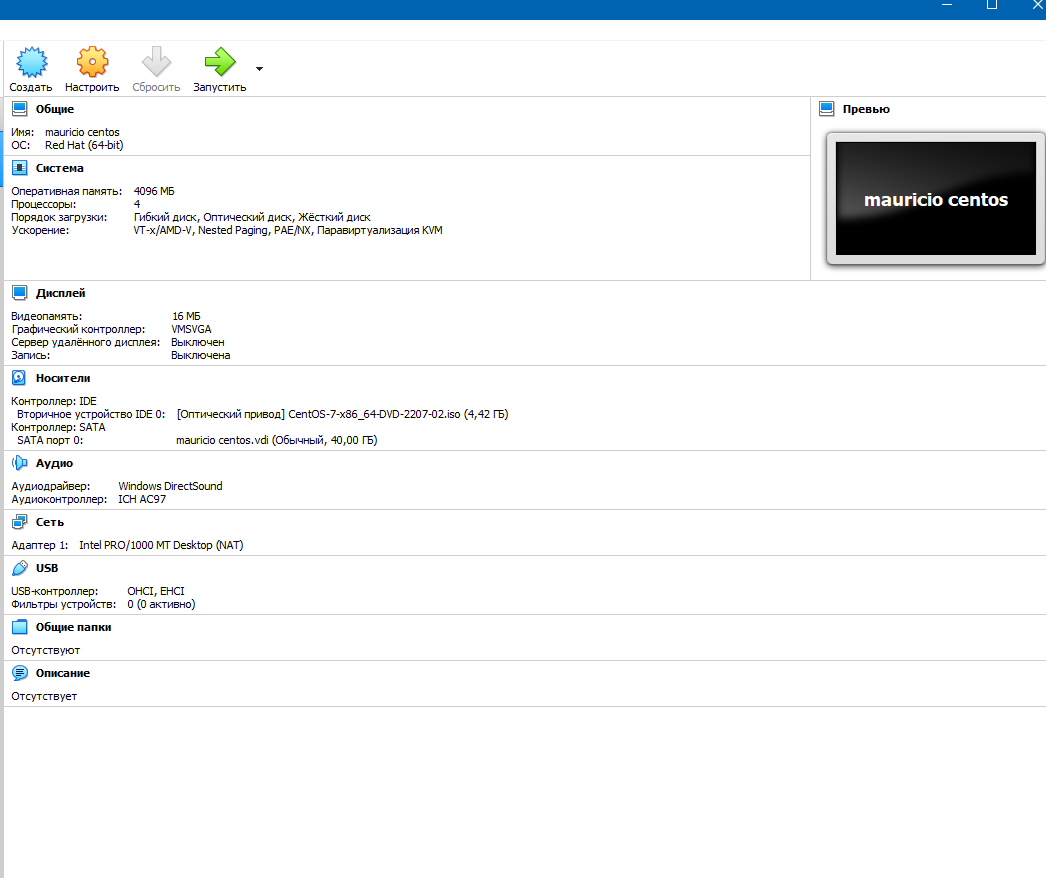 Создать Настроить Сбросить Запустить
Общие
Имя: mauricio centos
ОС: Red Hat (64-bit)
Система
Оперативная память: 4096 МБ
Процессоры: 4
Порядок загрузки: Гибкий диск, Оптический диск, Жёсткий диск
Ускорение: VT-x/AMD-V, Nested Paging, PAE/NX, Паравиртуализация KVM
Превью
mauricio centos
Дисплей
Видеопамять: 16 МБ
Графический контроллер: VMSVGA
Сервер удалённого дисплея: Выключен
Запись: Выключена
Носители
Контроллер: IDE
Вторичное устройство IDE 0: [Оптический привод] CentOS-7-x86_64-DVD-2207-02.iso (4,42 ГБ)
Контроллер: SATA
SATA порт 0: mauricio centos.vdi (Обычный, 40,00 ГБ)
Аудио
Аудиодрайвер: Windows DirectSound
Аудиоконтроллер: ICH AC97
Сеть
Адаптер 1: Intel PRO/1000 MT Desktop (NAT)
USB
USB-контроллер: OHCI, EHCI
Фильтры устройств: 0 (0 активно)
Общие папки
Отсутствуют
Описание
Отсутствует